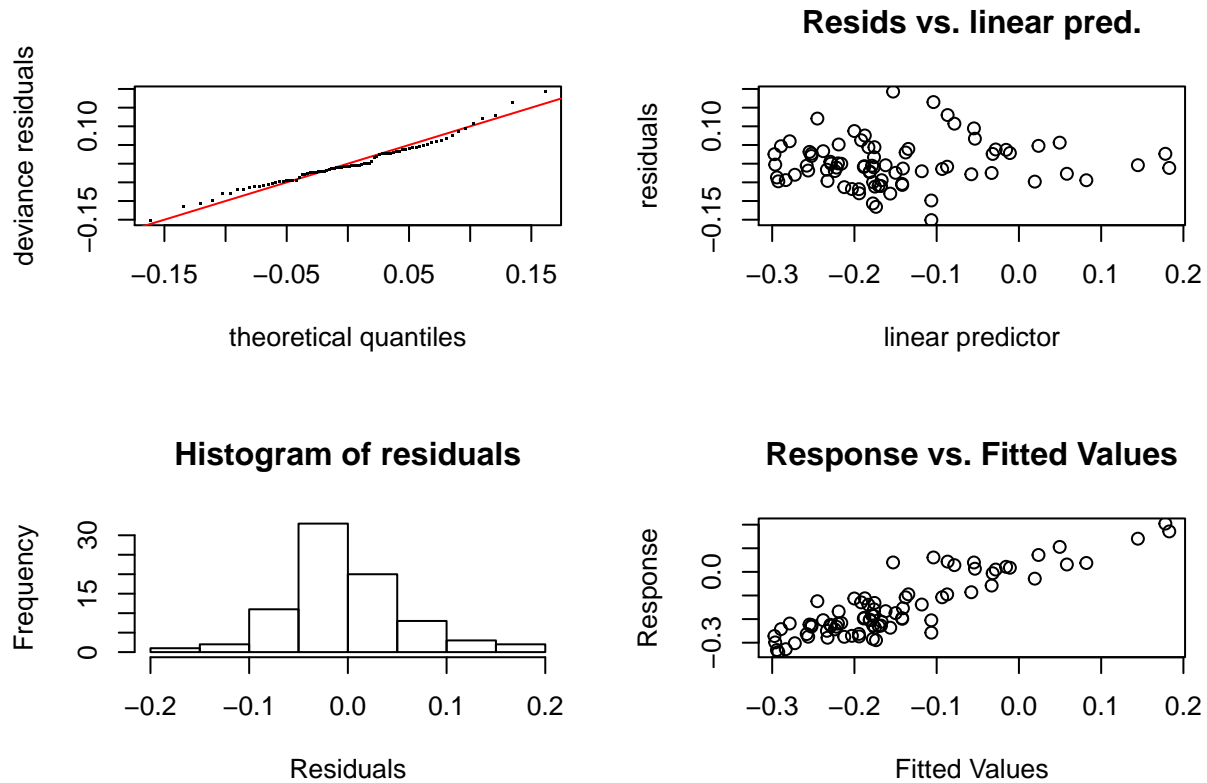 deviance residuals
−0.15
0.10
−0.15
−0.05
0.05
0.15
theoretical quantiles
Resids vs. linear pred.
residuals
−0.15
0.10
−0.3
−0.2
−0.1
0.0
0.1
0.2
linear predictor
Histogram of residuals
Frequency
0
15
30
−0.2
−0.1
0.0
0.1
0.2
Residuals
Response vs. Fitted Values
Response
−0.3
0.0
−0.3
−0.2
−0.1
0.0
0.1
0.2
Fitted Values